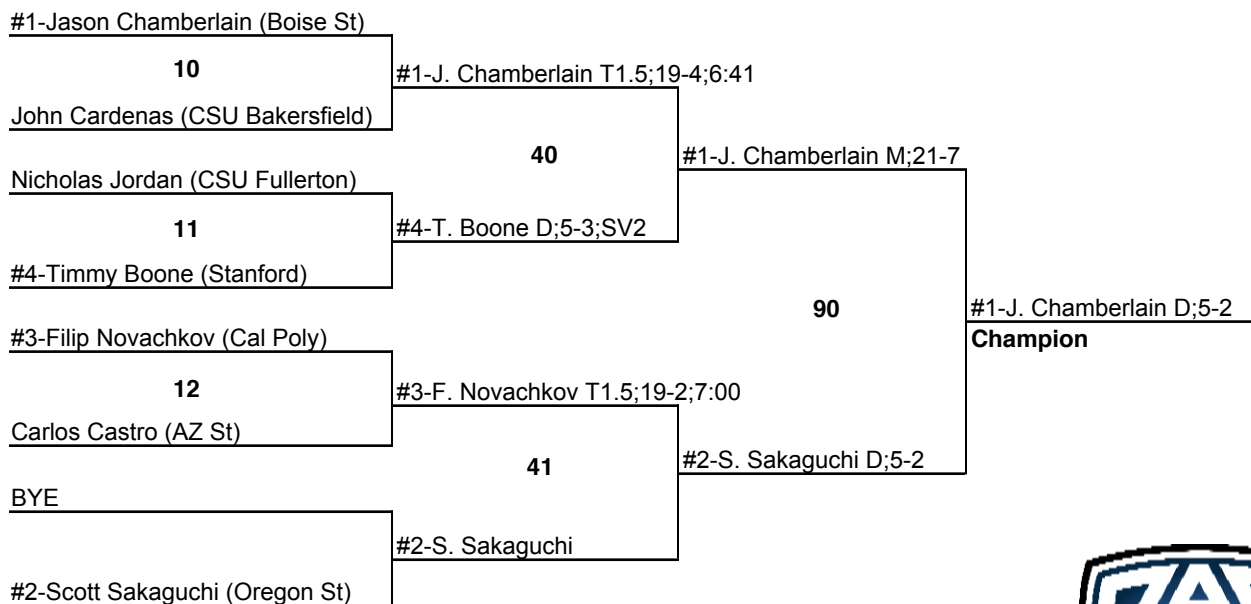 #1-Jason Chamberlain (Boise St)
10
#1-J. Chamberlain T1.5;19-4;6:41
John Cardenas (CSU Bakersfield)
40
#1-J. Chamberlain M;21-7
Nicholas Jordan (CSU Fullerton)
11
#4-T. Boone D;5-3;SV2
#4-Timmy Boone (Stanford)
90
#1-J. Chamberlain D;5-2
Champion
#3-Filip Novachkov (Cal Poly)
12
#3-F. Novachkov T1.5;19-2;7:00
Carlos Castro (AZ St)
41
#2-S. Sakaguchi D;5-2
BYE
#2-S. Sakaguchi
#2-Scott Sakaguchi (Oregon St)